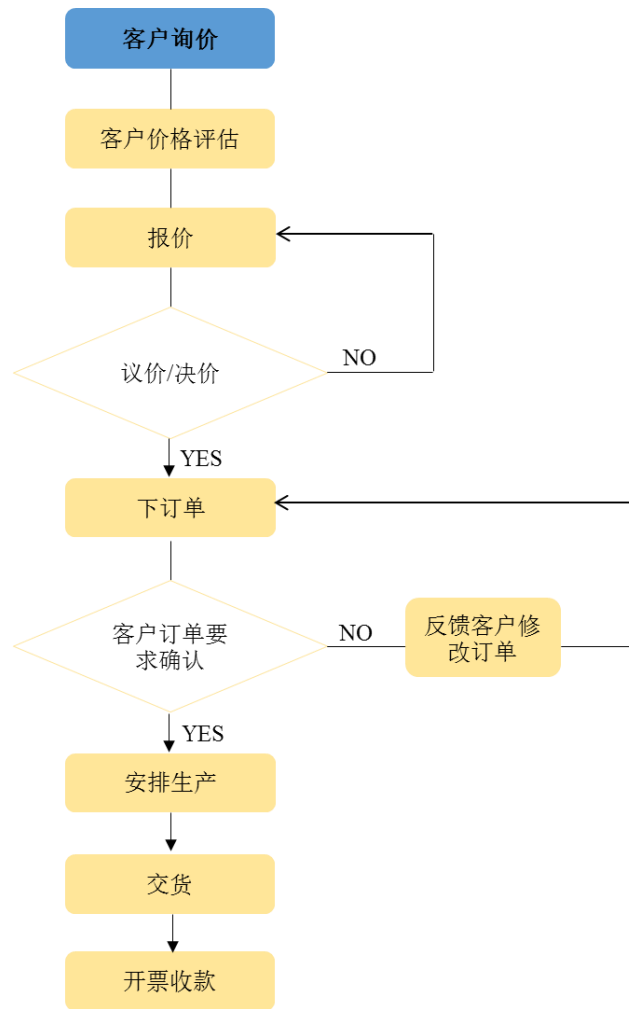 客户询价
客户价格评估
报价
议价/决价
NO
YES
下订单
客户订单要
求确认
NO
反馈客户修
改订单
YES
安排生产
交货
开票收款